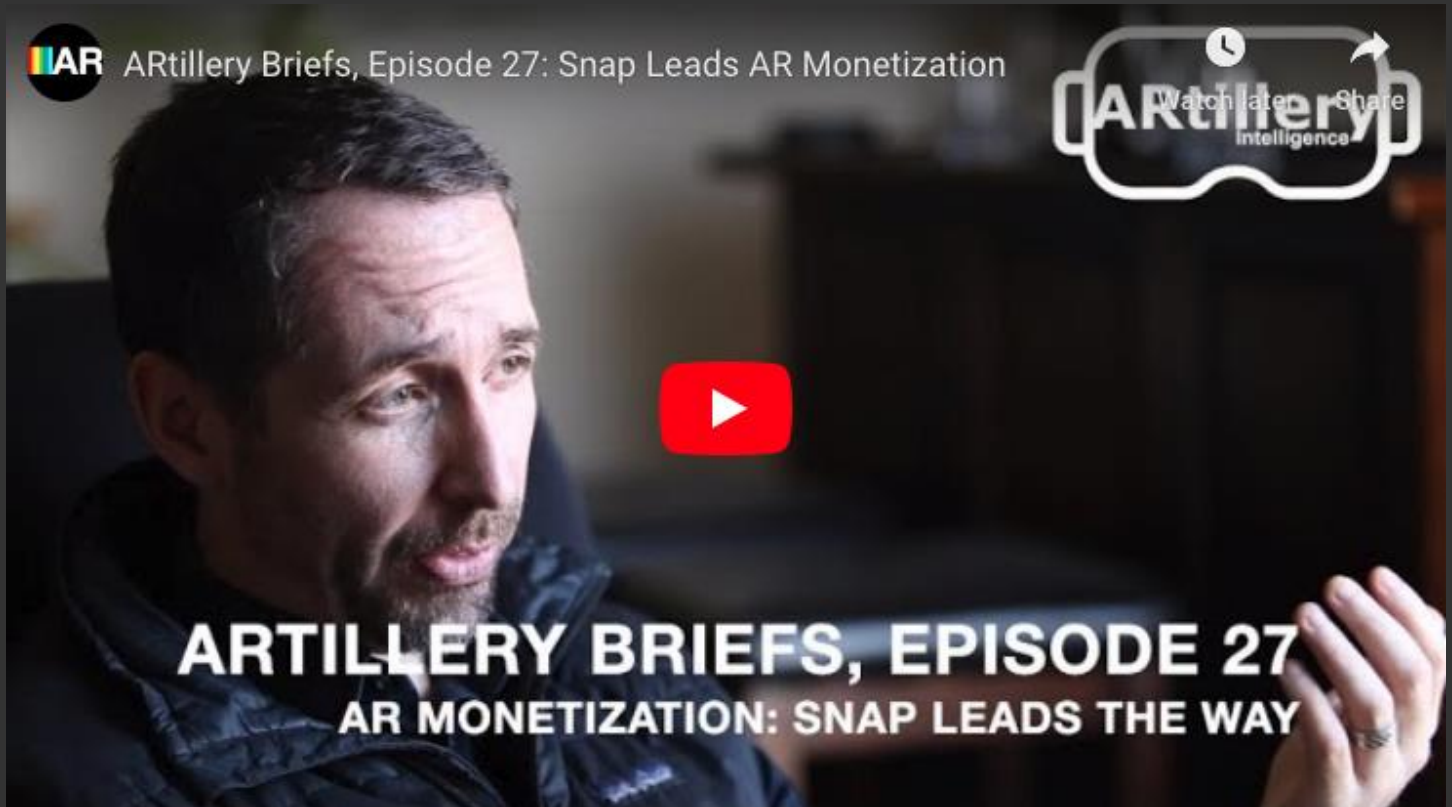 AR
ARtillery Briefs, Episode 27: Snap Leads AR Monetization
Watch later
Share
ARtillery
Intelligence
ARTILLERY BRIEFS, EPISODE 27
AR MONETIZATION: SNAP LEADS THE WAY